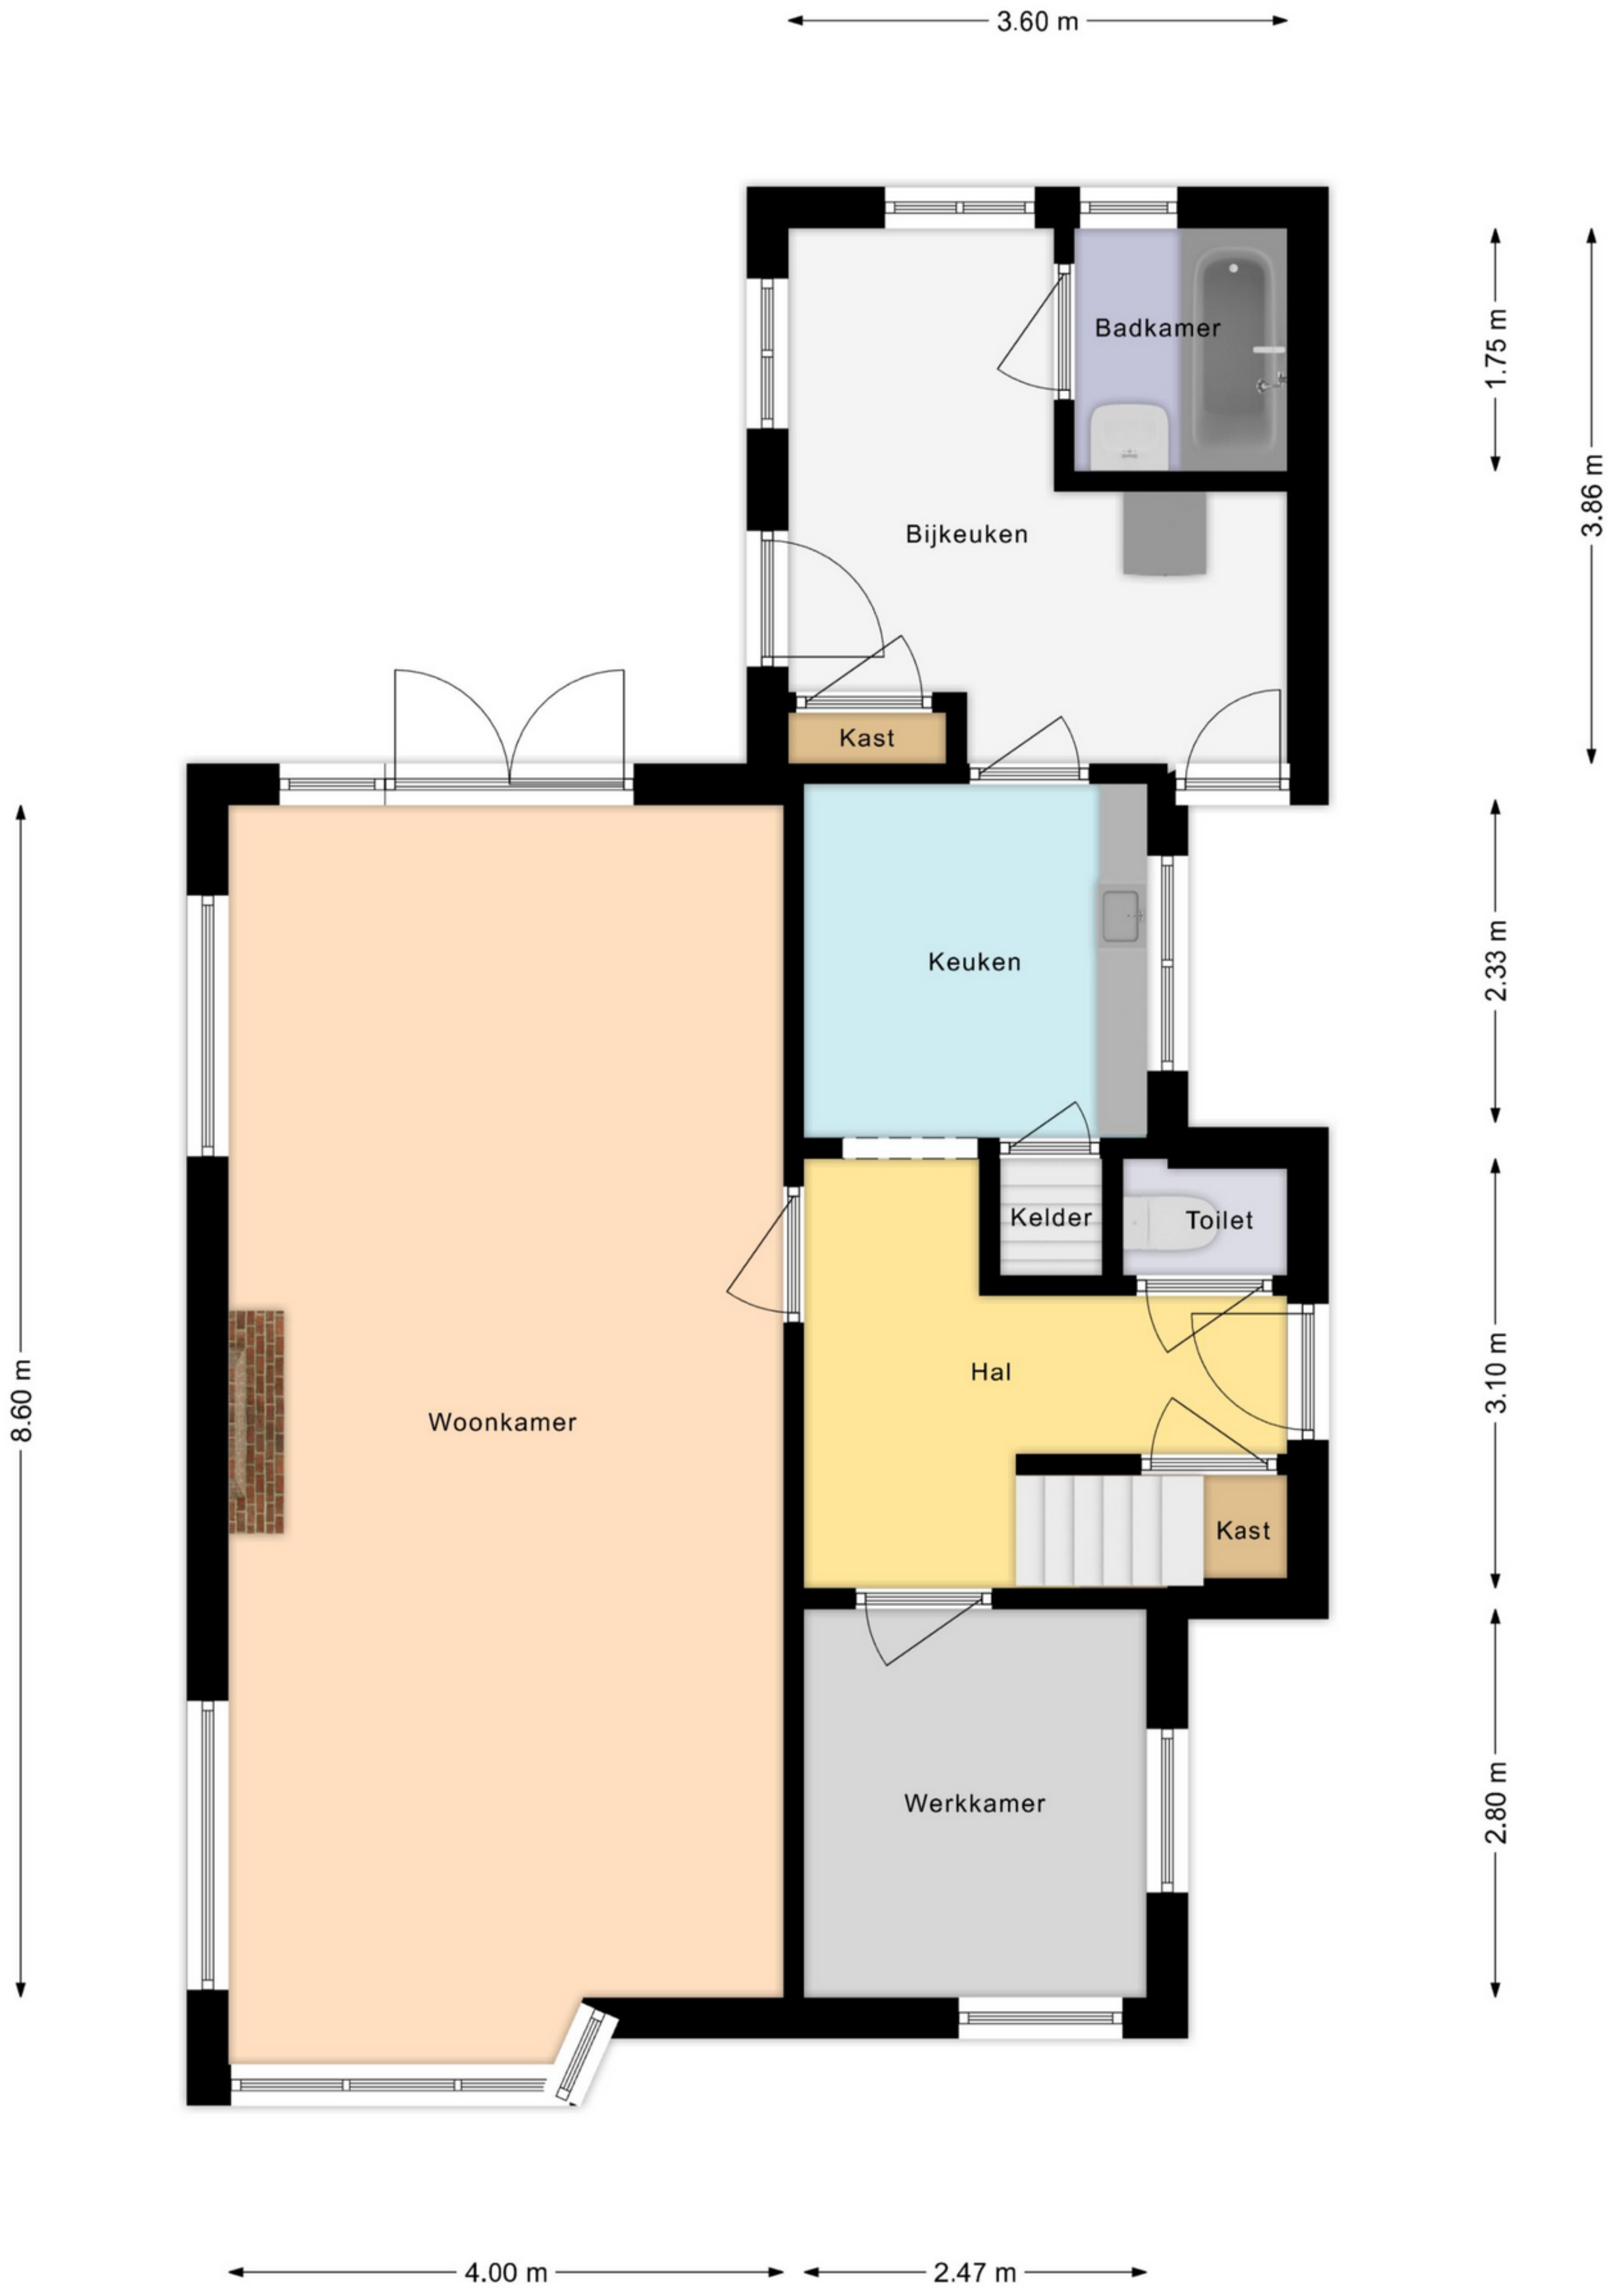 3.60 m
Badkamer
1.75 m
3.86 m
Bijkeuken
Kast
Keuken
2.33 m
Kelder
Toilet
Hal
3.10 m
8.60 m
Woonkamer
Kast
Werkkamer
2.80 m
4.00 m
2.47 m